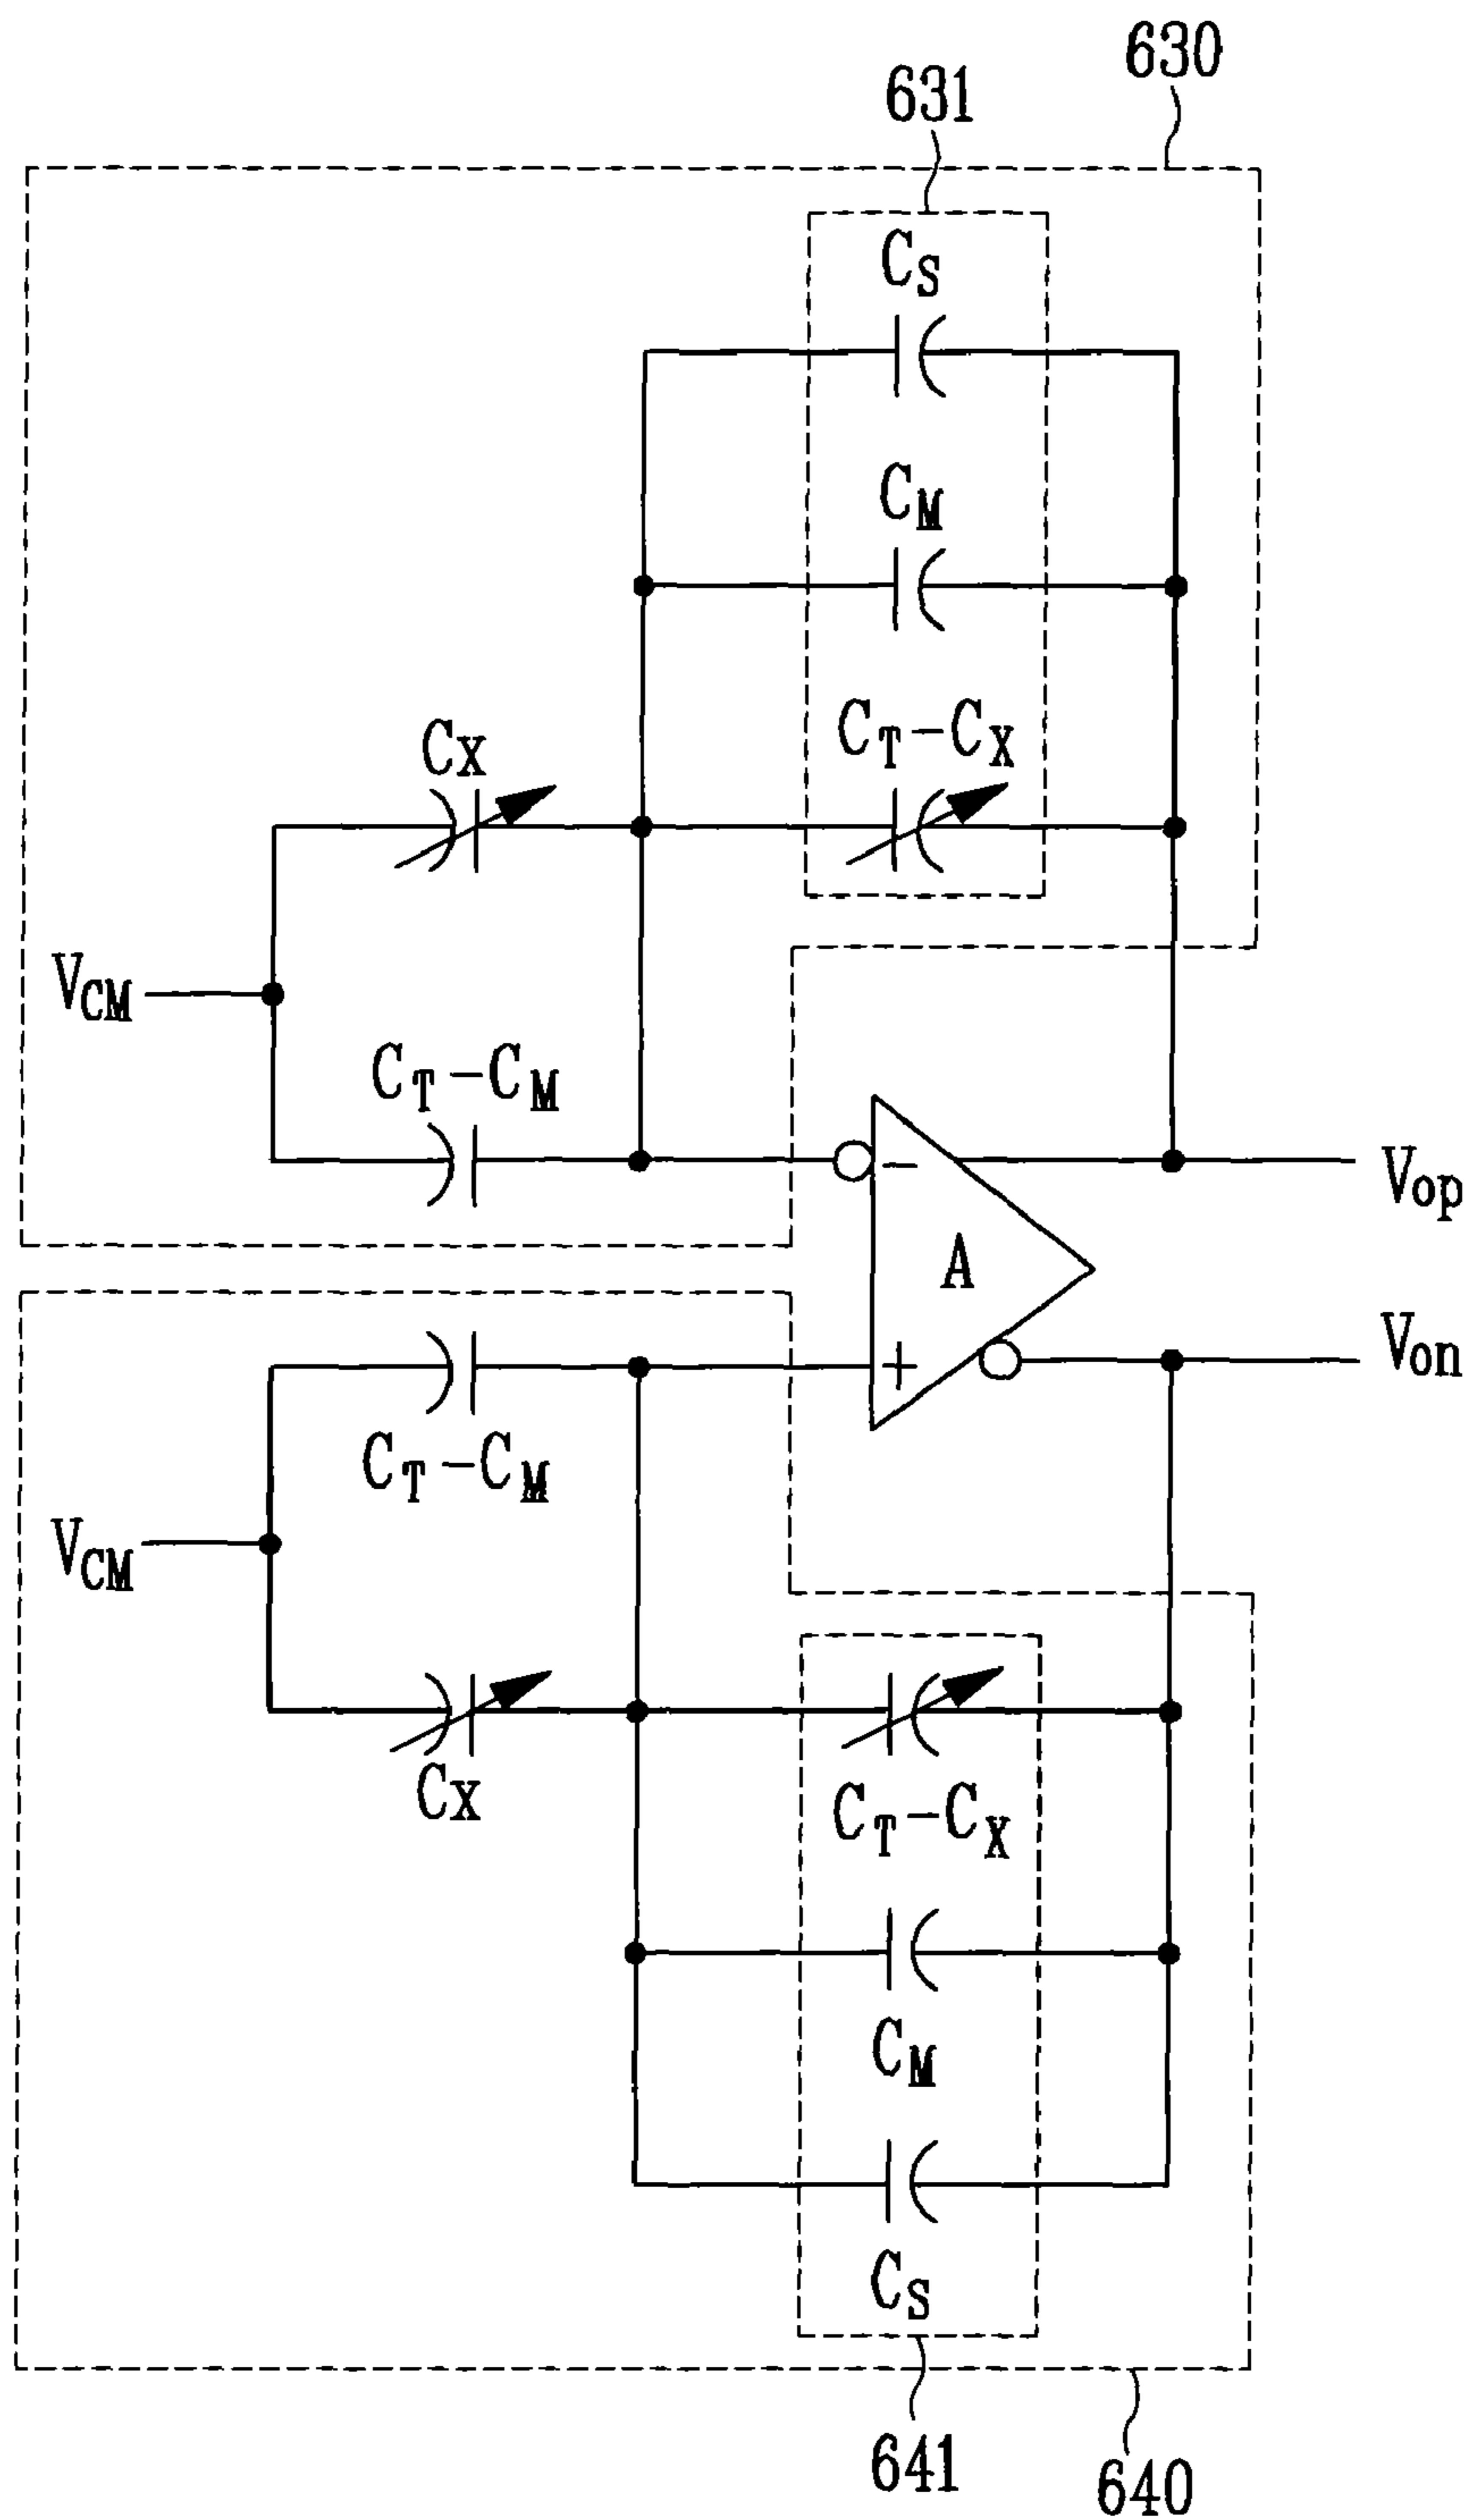 630
631
CS
CM
CT-CX
CX
VCM
CT-CM
-
A
Vop
+
Von
CT-CM
VCM
CT-CX
CX
CM
CS
641
640